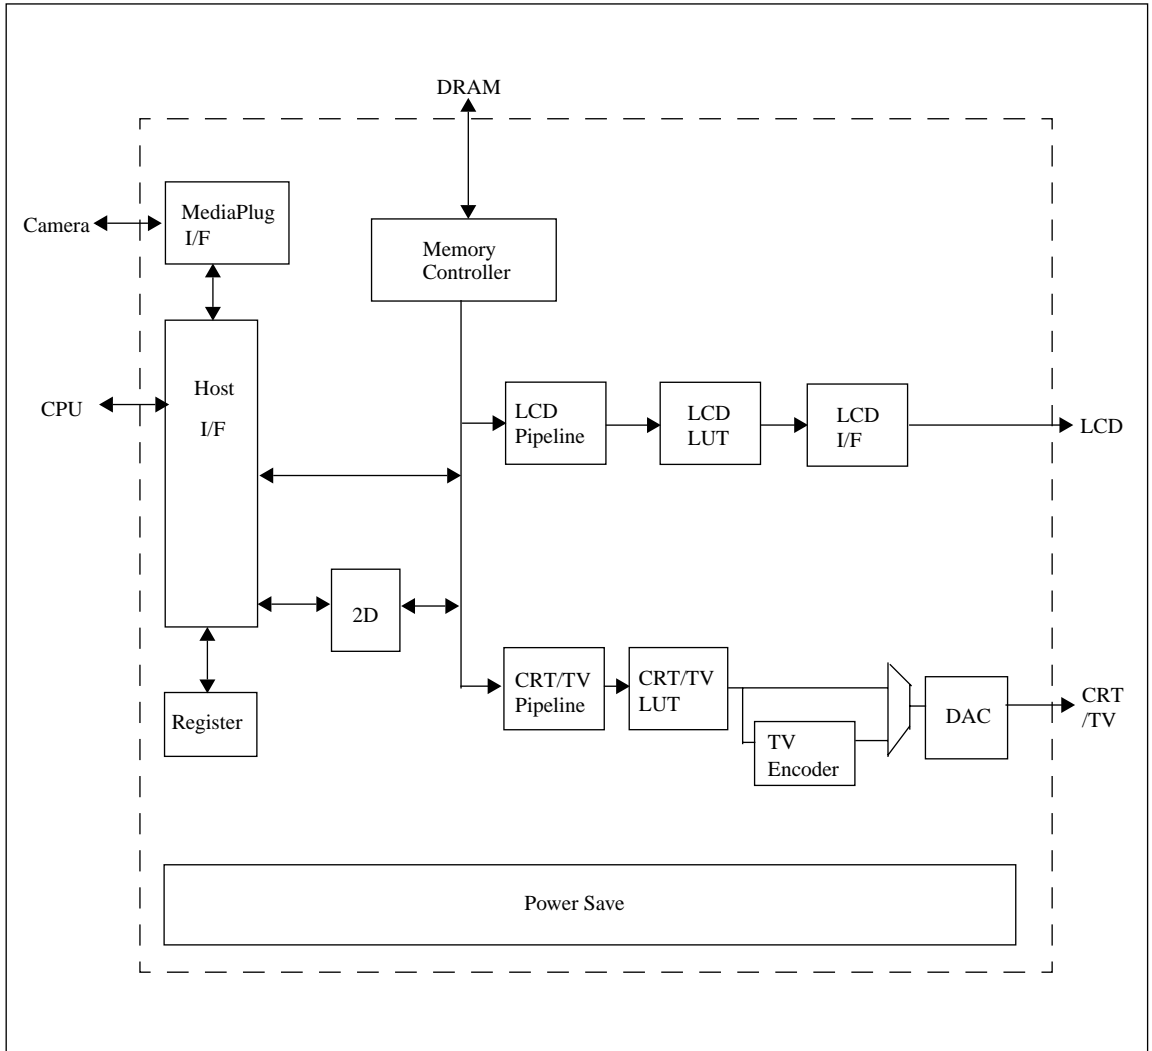 DRAM
MediaPlug
I/F
Camera
Memory
Controller
Host
I/F
CPU
LCD
Pipeline
LCD
LUT
LCD
I/F
LCD
2D
CRT/TV
Pipeline
CRT/TV
LUT
TV
Encoder
DAC
CRT
/TV
Register
Power Save